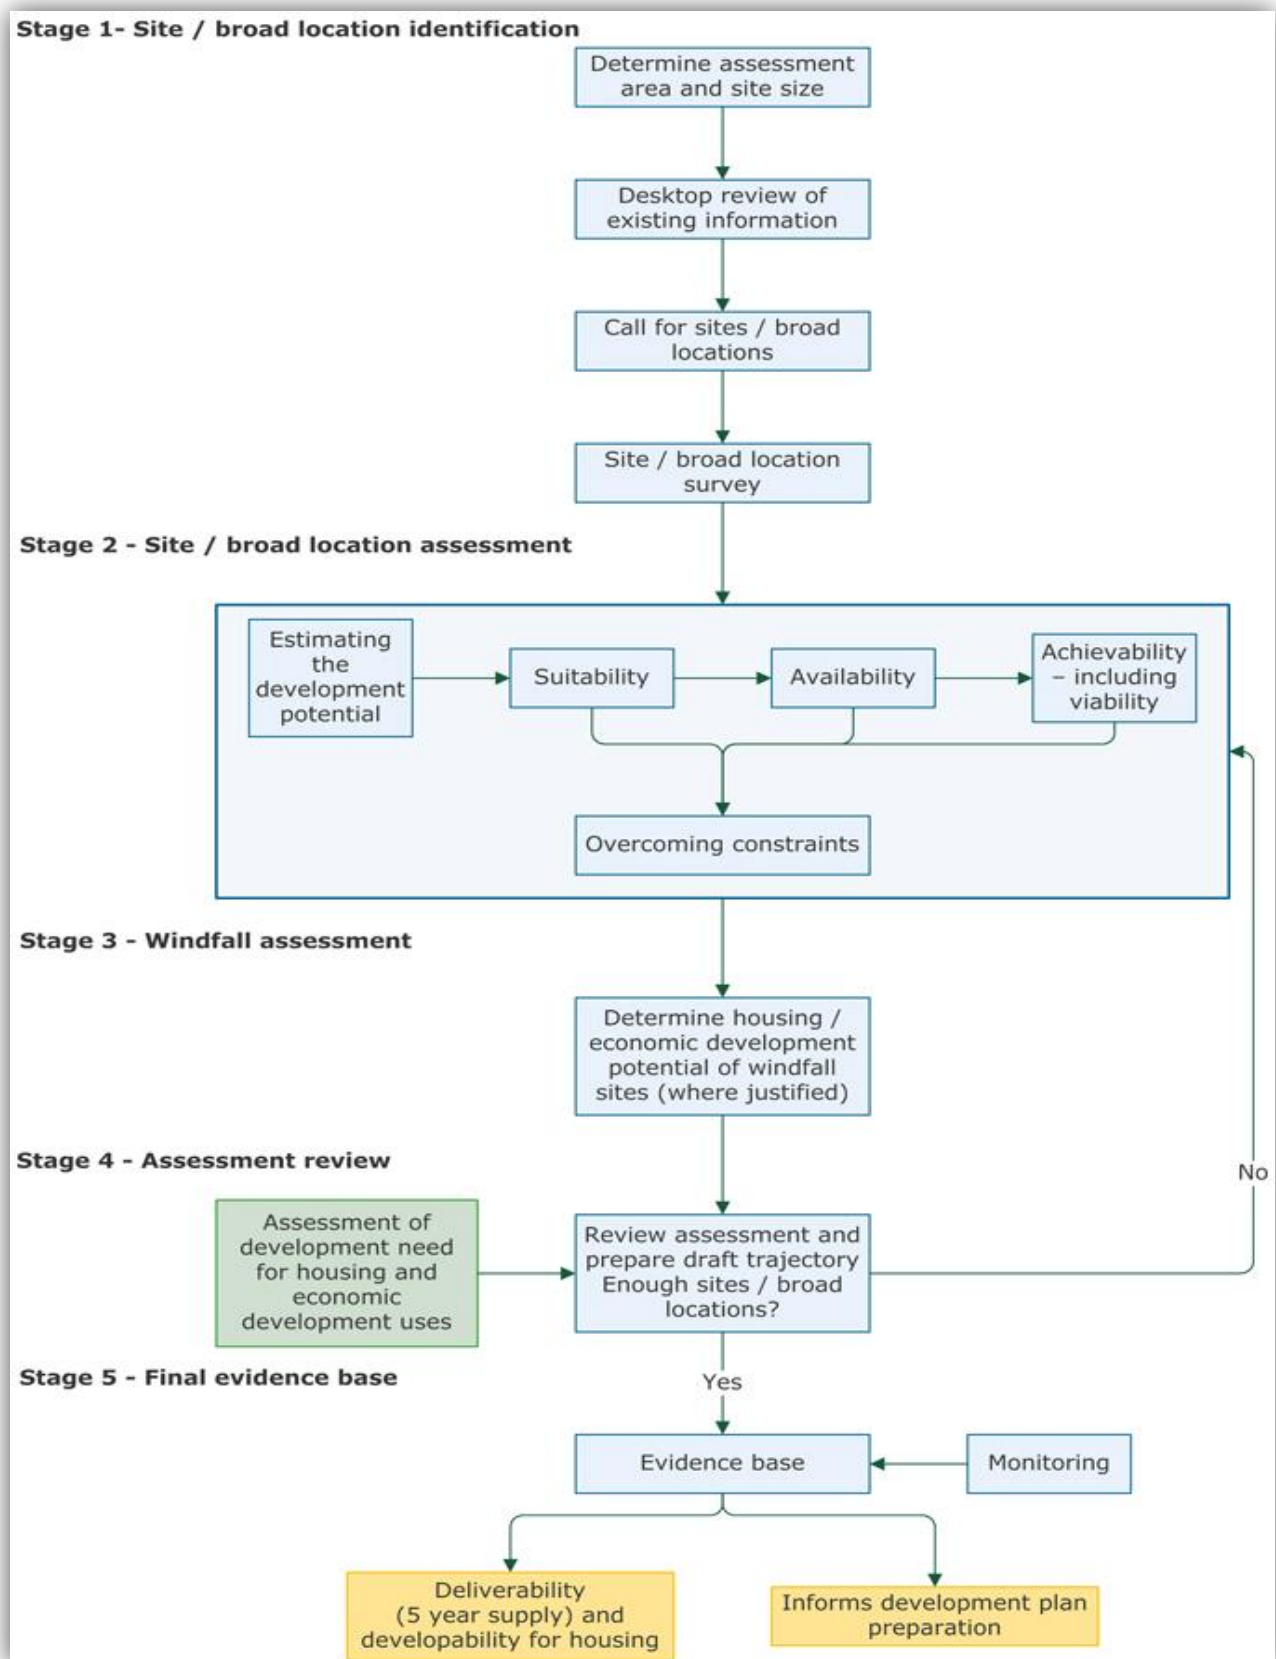 Stage 1- Site / broad location identification
Determine assessment
area and site size
Desktop review of
existing information
Call for sites / broad
locations
Site / broad location
survey
Stage 2 - Site / broad location assessment
Estimating
the
development
potential
Suitability
Availability
Achievability
– including
viability
Overcoming constraints
Stage 3 - Windfall assessment
Determine housing /
economic development
potential of windfall
sites (where justified)
Stage 4 - Assessment review
No
Assessment of
development need
for housing and
economic
development uses
Review assessment and
prepare draft trajectory
Enough sites / broad
locations?
Stage 5 - Final evidence base
Yes
Evidence base
Monitoring
Deliverability
(5 year supply) and
developability for housing
Informs development plan
preparation